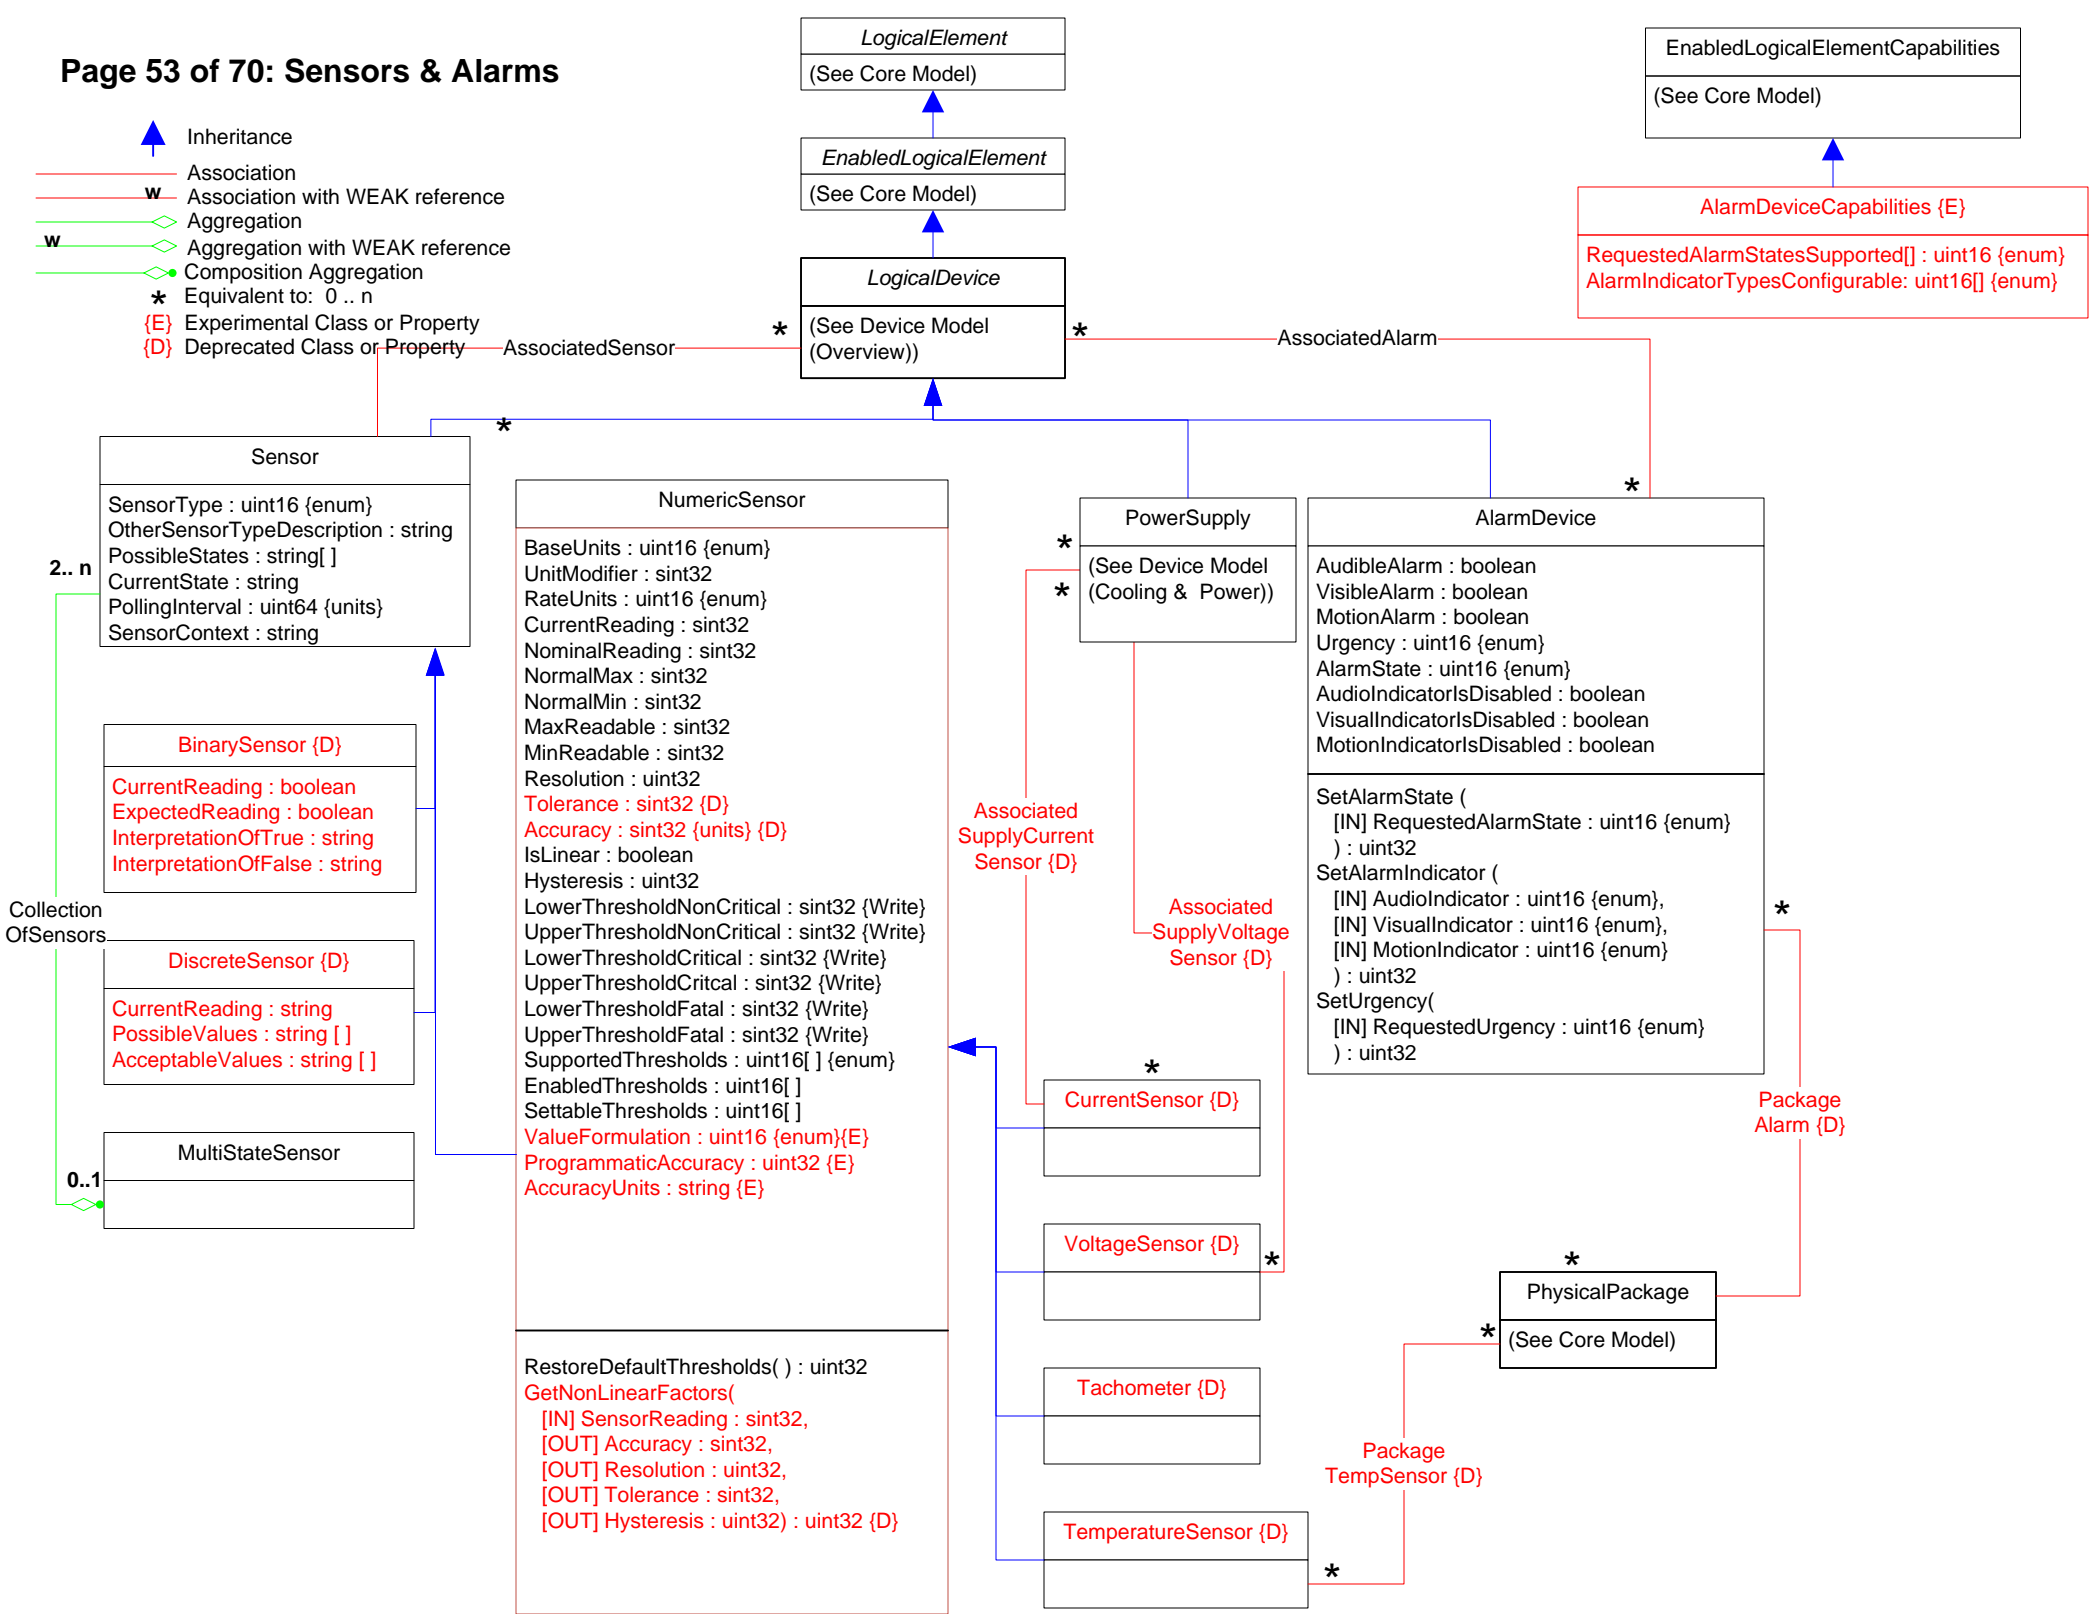 Page 53 of 70: Sensors & Alarms
Inheritance
Association
w
Association with WEAK reference
Aggregation
w
Aggregation with WEAK reference
Composition Aggregation
*
Equivalent to:  0 .. n
{E} Experimental Class or Property
{D} Deprecated Class or Property
LogicalElement
(See Core Model)
EnabledLogicalElement
(See Core Model)
LogicalDevice
(See Device Model
(Overview))
EnabledLogicalElementCapabilities
(See Core Model)
AlarmDeviceCapabilities {E}
RequestedAlarmStatesSupported[] : uint16 {enum}
AlarmIndicatorTypesConfigurable: uint16[] {enum}
*
AssociatedSensor
*
*
AssociatedAlarm
*
Sensor
SensorType : uint16 {enum}
OtherSensorTypeDescription : string
PossibleStates : string[ ]
CurrentState : string
PollingInterval : uint64 {units}
SensorContext : string
2.. n
BinarySensor {D}
CurrentReading : boolean
ExpectedReading : boolean
InterpretationOfTrue : string
InterpretationOfFalse : string
Collection
OfSensors
DiscreteSensor {D}
CurrentReading : string
PossibleValues : string [ ]
AcceptableValues : string [ ]
MultiStateSensor
0..1
NumericSensor
BaseUnits : uint16 {enum}
UnitModifier : sint32
RateUnits : uint16 {enum}
CurrentReading : sint32
NominalReading : sint32
NormalMax : sint32
NormalMin : sint32
MaxReadable : sint32
MinReadable : sint32
Resolution : uint32
Tolerance : sint32 {D}
Accuracy : sint32 {units} {D}
IsLinear : boolean
Hysteresis : uint32
LowerThresholdNonCritical : sint32 {Write}
UpperThresholdNonCritical : sint32 {Write}
LowerThresholdCritical : sint32 {Write}
UpperThresholdCritcal : sint32 {Write}
LowerThresholdFatal : sint32 {Write}
UpperThresholdFatal : sint32 {Write}
SupportedThresholds : uint16[ ] {enum}
EnabledThresholds : uint16[ ]
SettableThresholds : uint16[ ]
ValueFormulation : uint16 {enum}{E}
ProgrammaticAccuracy : uint32 {E}
AccuracyUnits : string {E}
RestoreDefaultThresholds( ) : uint32
GetNonLinearFactors(
[IN] SensorReading : sint32,
[OUT] Accuracy : sint32,
[OUT] Resolution : uint32,
[OUT] Tolerance : sint32,
[OUT] Hysteresis : uint32) : uint32 {D}
PowerSupply
(See Device Model
(Cooling &  Power))
*
*
Associated
SupplyCurrent
Sensor {D}
Associated
SupplyVoltage
Sensor {D}
AlarmDevice
AudibleAlarm : boolean
VisibleAlarm : boolean
MotionAlarm : boolean
Urgency : uint16 {enum}
AlarmState : uint16 {enum}
AudioIndicatorIsDisabled : boolean
VisualIndicatorIsDisabled : boolean
MotionIndicatorIsDisabled : boolean
SetAlarmState (
[IN] RequestedAlarmState : uint16 {enum}
) : uint32
SetAlarmIndicator (
[IN] AudioIndicator : uint16 {enum},
[IN] VisualIndicator : uint16 {enum},
[IN] MotionIndicator : uint16 {enum}
) : uint32
SetUrgency(
[IN] RequestedUrgency : uint16 {enum}
) : uint32
*
Package
Alarm {D}
*
CurrentSensor {D}
VoltageSensor {D}
*
Tachometer {D}
TemperatureSensor {D}
*
*
PhysicalPackage
(See Core Model)
*
Package
TempSensor {D}